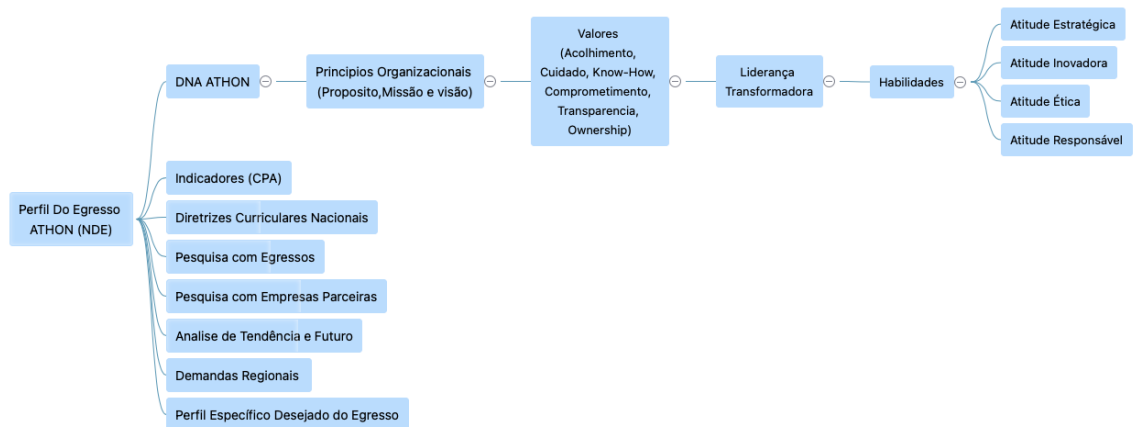 Perfil Do Egresso
ATHON (NDE)
DNA ATHON
Principios Organizacionais
(Proposito,Missão e visão)
Valores
(Acolhimento,
Cuidado, Know-How,
Comprometimento,
Transparencia,
Ownership)
Liderança
Transformadora
Habilidades
Atitude Estratégica
Atitude Inovadora
Atitude Ética
Atitude Responsável
Indicadores (CPA)
Diretrizes Curriculares Nacionais
Pesquisa com Egressos
Pesquisa com Empresas Parceiras
Analise de Tendência e Futuro
Demandas Regionais
Perfil Específico Desejado do Egresso